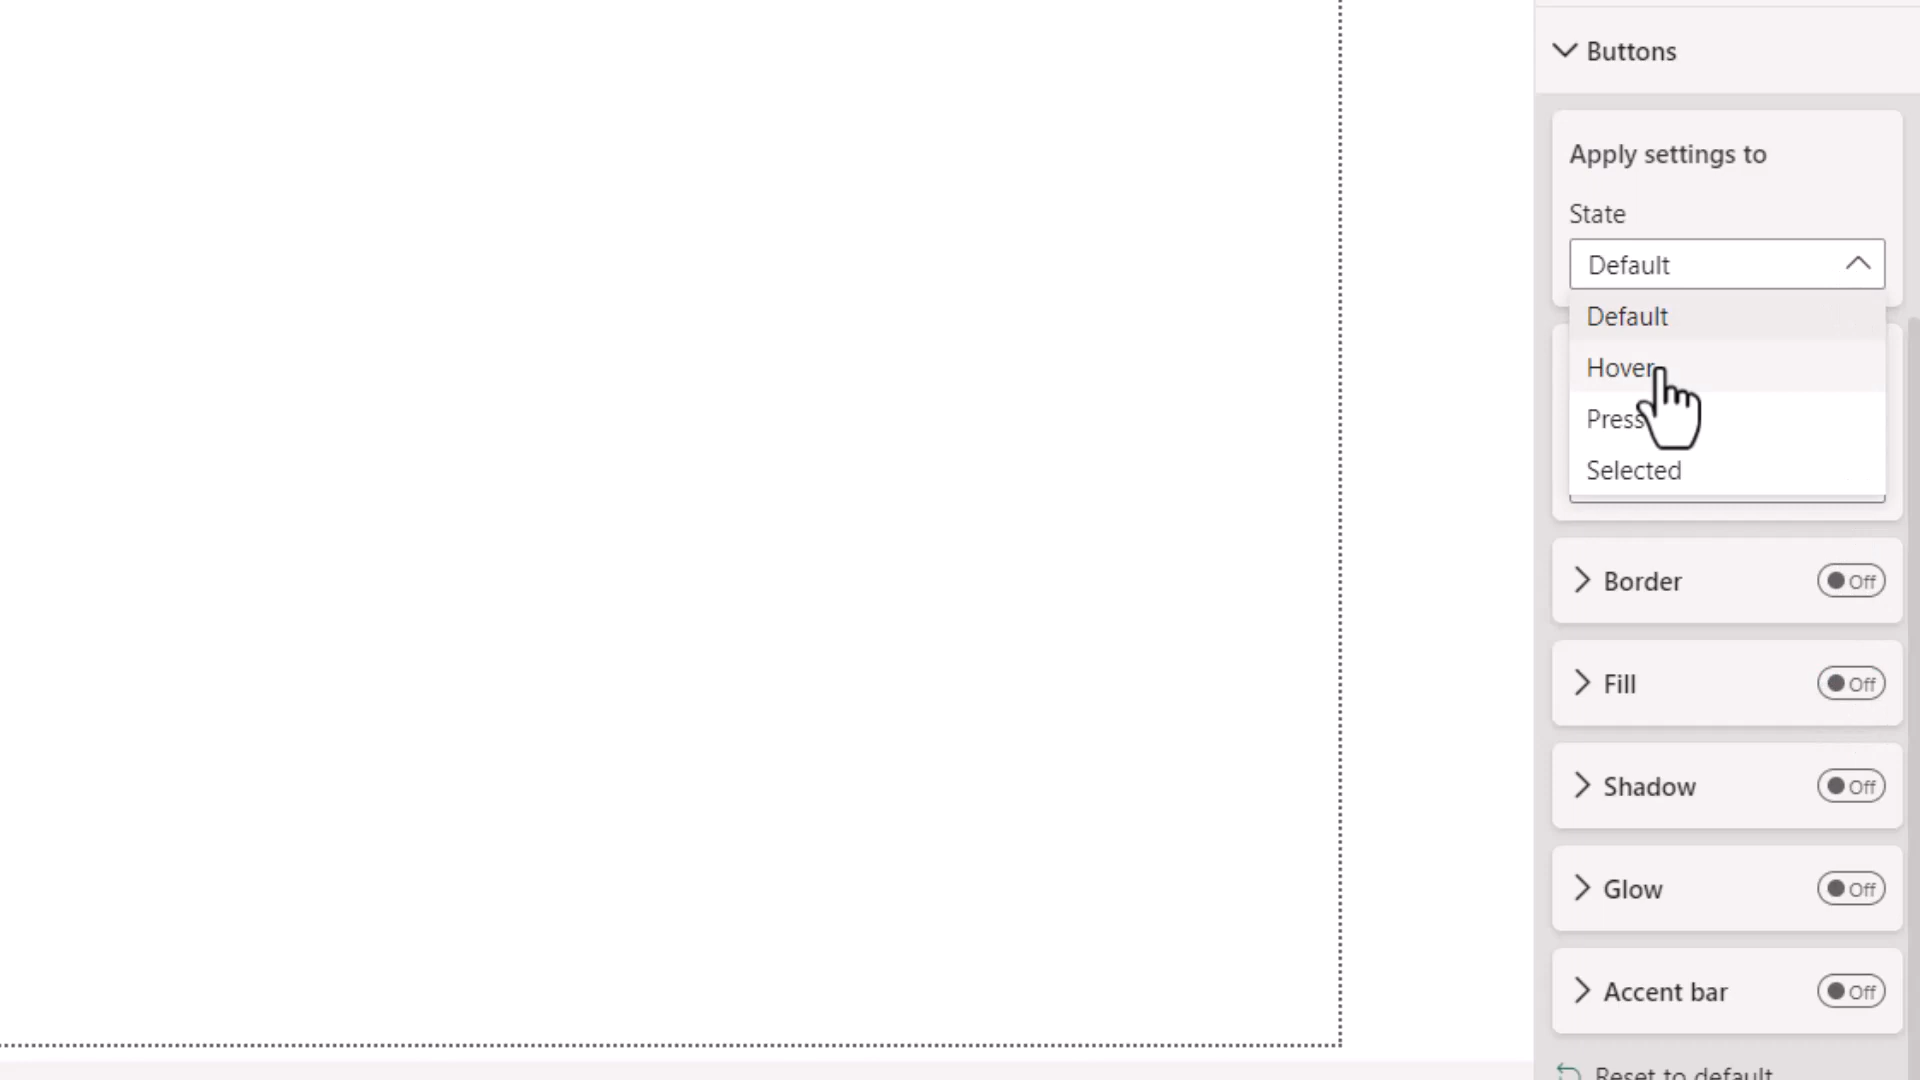 Buttons
Apply settings to
State
Default
Default
Hover
Press
Selected
Border
Off
Fill
Off
Shadow
Off
Glow
Off
Accent bar
Off
Reset to default